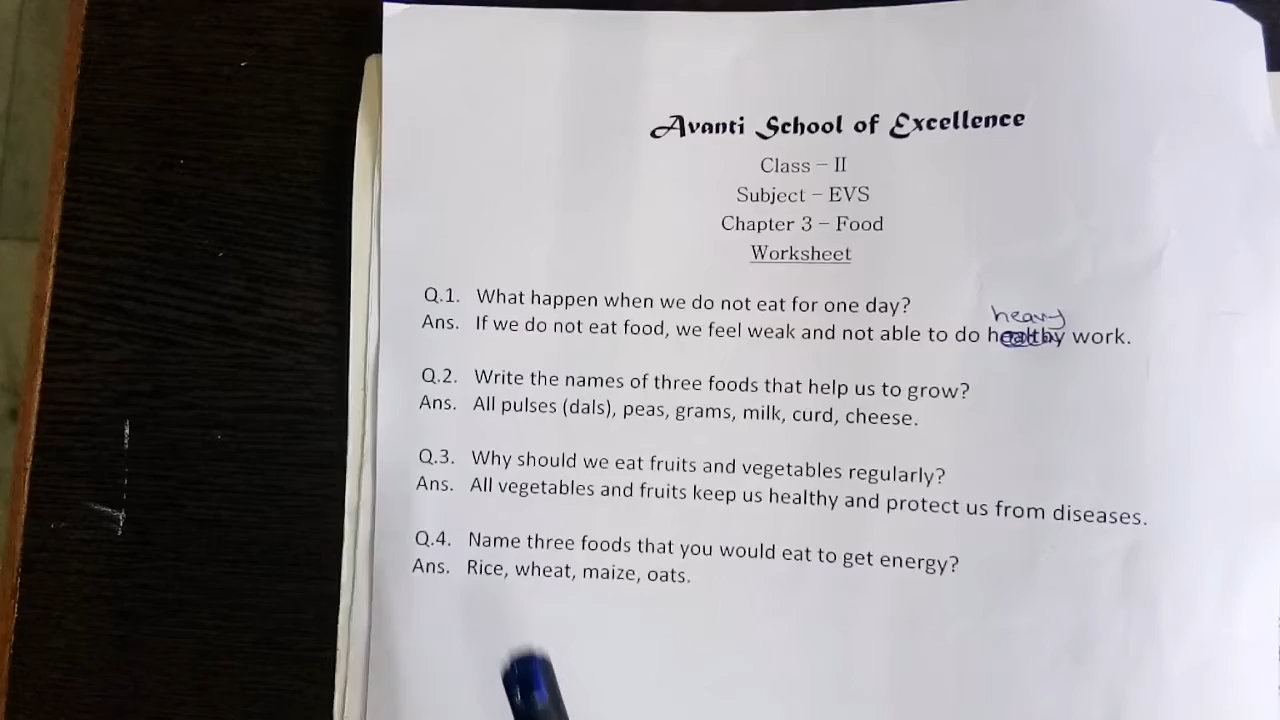 Avanti School of Excellence
Class – II
Subject – EVS
Chapter 3 – Food
Worksheet
Q.1. What happen when we do not eat for one day?
heavy
Ans. If we do not eat food, we feel weak and not able to do healthy work.
Q.2. Write the names of three foods that help us to grow?
Ans. All pulses (dals), peas, grams, milk, curd, cheese.
Q.3. Why should we eat fruits and vegetables regularly?
Ans. All vegetables and fruits keep us healthy and protect us from diseases.
Q.4. Name three foods that you would eat to get energy?
Ans. Rice, wheat, maize, oats.